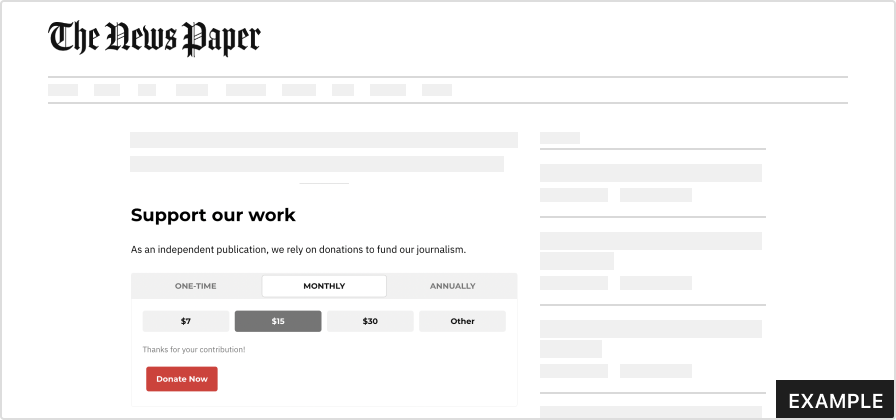 The News Paper
Support our work
As an independent publication, we rely on donations to fund our journalism.
ONE-TIME MONTHLY ANNUALLY
$7 $15 $30 Other
Thanks for your contribution!
Donate Now
EXAMPLE